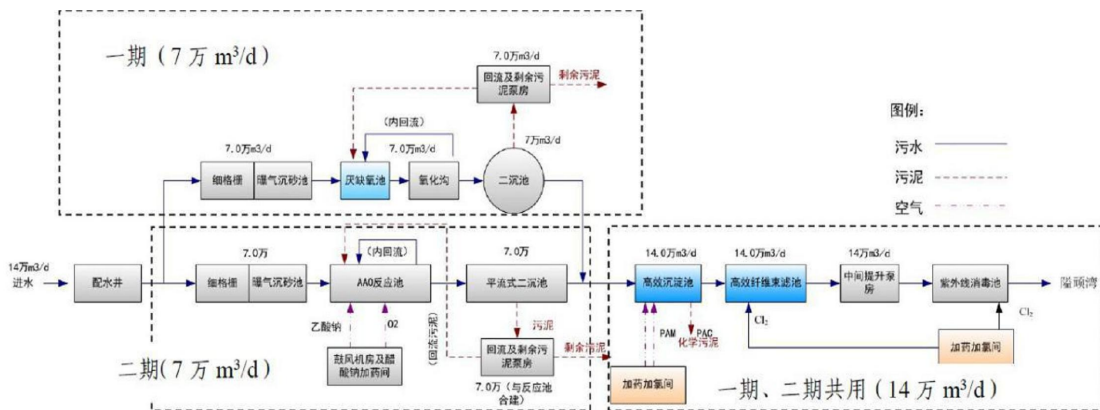 一期（7万 m³/d）
7.0万m3/d
回流及剩余污
泥泵房
剩余污泥
（内回流）
7.0万m3/d
7.0万m3/d
7万m3/d
细格栅
曝气沉砂池
厌缺氧池
氧化沟
二沉池
图例：
污水
污泥
空气
14万m3/d
进水
配水井
7.0万
细格栅
曝气沉砂池
（内回流）
AAO反应池
7.0万
平流式二沉池
14.0万m3/d
高效沉淀池
14.0万m3/d
高效纤维束滤池
14万m3/d
中间提升泵
房
紫外线消毒池
隘顽湾
乙酸钠
O2
（回流污泥）
污泥
PAM
PAC
化学污泥
Cl₂
Cl₂
鼓风机房及醋
酸钠加药间
回流及剩余污
泥泵房
剩余污泥
加药加氯间
加药加氯间
7.0万（与反应池
合建）
二期(7万 m³/d)
一期、二期共用（14万 m³/d）